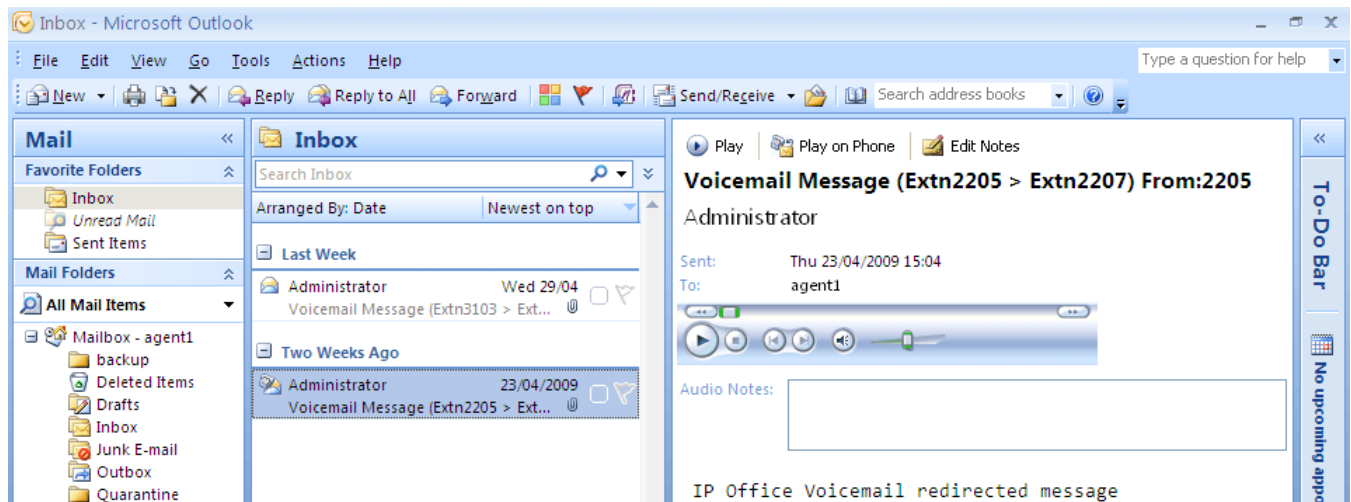 Inbox - Microsoft Outlook
File Edit View Go Tools Actions Help
Type a question for help
New Reply Reply to All Forward Send/Receive Search address books
Mail
Favorite Folders
Inbox
Unread Mail
Sent Items
Mail Folders
All Mail Items
Mailbox - agent1
backup
Deleted Items
Drafts
Inbox
Junk E-mail
Outbox
Quarantine
Inbox
Search Inbox
Arranged By: Date Newest on top
Last Week
Administrator Wed 29/04
Voicemail Message (Extn3103 > Ext...
Two Weeks Ago
Administrator 23/04/2009
Voicemail Message (Extn2205 > Ext...
Play Play on Phone Edit Notes
Voicemail Message (Extn2205 > Extn2207) From:2205
Administrator
Sent: Thu 23/04/2009 15:04
To: agent1
Audio Notes:
IP Office Voicemail redirected message
To-Do Bar
No upcoming appo